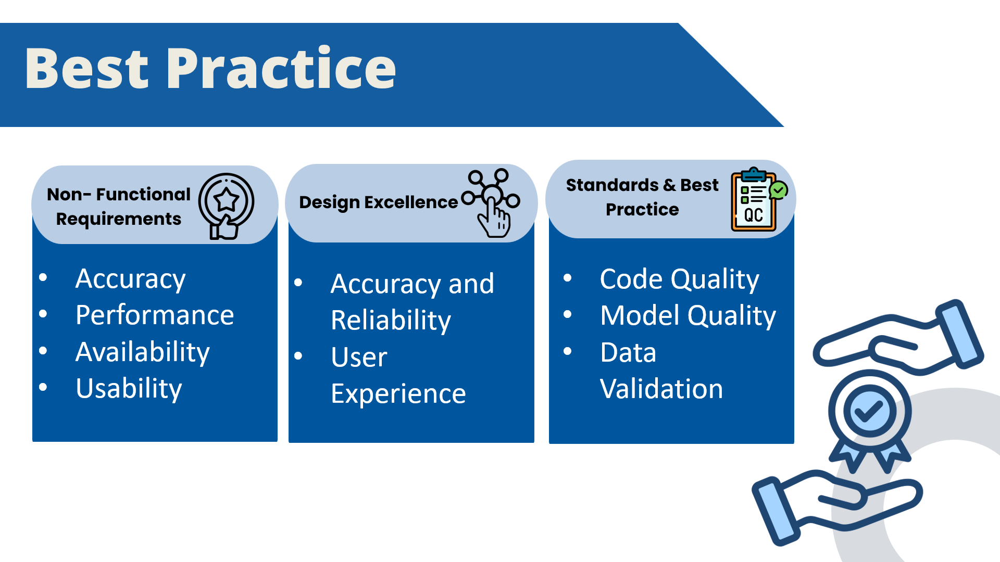 Best Practice
Non- Functional
Requirements
• Accuracy
• Performance
• Availability
• Usability
Design Excellence
• Accuracy and
Reliability
• User
Experience
Standards & Best
Practice
QC
• Code Quality
• Model Quality
• Data
Validation